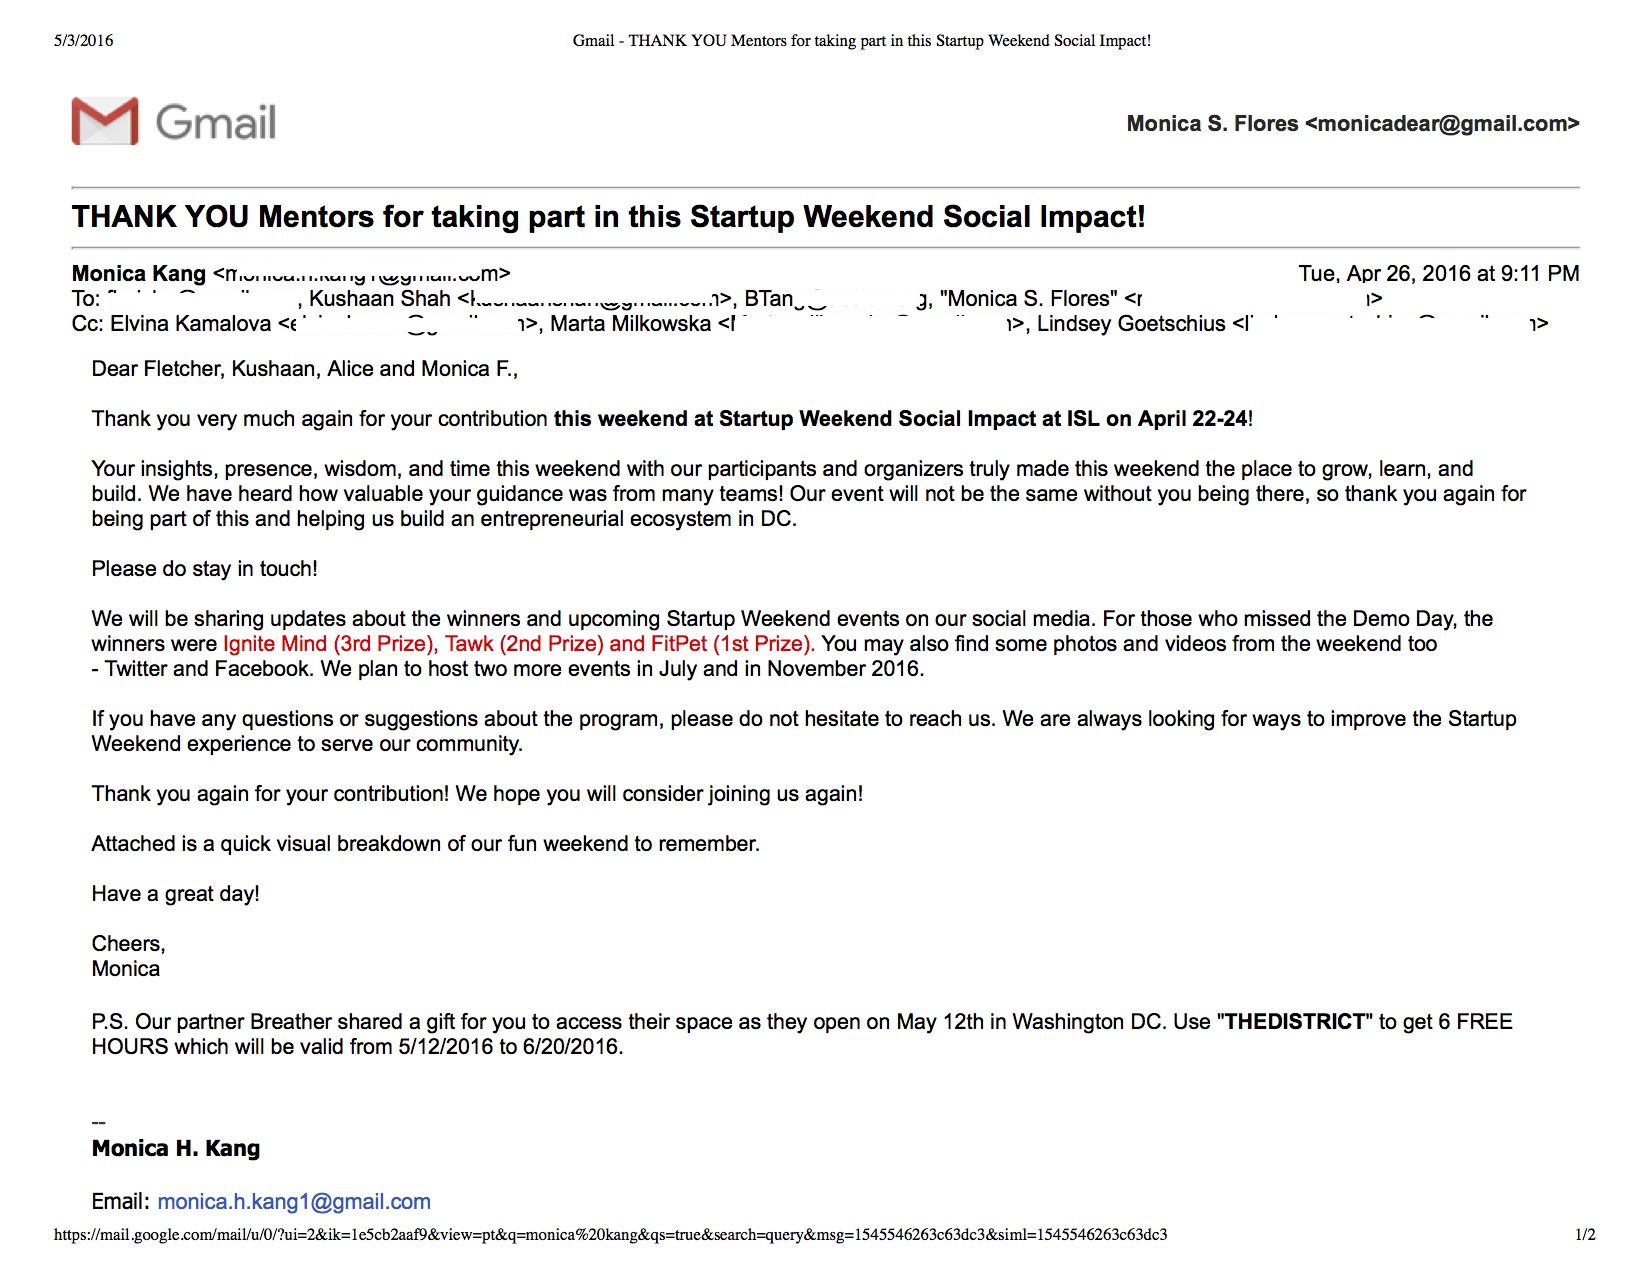 5/3/2016 Gmail - THANK YOU Mentors for taking part in this Startup Weekend Social Impact!
Gmail Monica S. Flores <monicadear@gmail.com>
THANK YOU Mentors for taking part in this Startup Weekend Social Impact!
Monica Kang < m> Tue, Apr 26, 2016 at 9:11 PM
To: , Kushaan Shah < >, BTan g, "Monica S. Flores" < >
Cc: Elvina Kamalova < >, Marta Milkowska < >, Lindsey Goetschius < >
Dear Fletcher, Kushaan, Alice and Monica F.,
Thank you very much again for your contribution this weekend at Startup Weekend Social Impact at ISL on April 22-24!
Your insights, presence, wisdom, and time this weekend with our participants and organizers truly made this weekend the place to grow, learn, and
build. We have heard how valuable your guidance was from many teams! Our event will not be the same without you being there, so thank you again for
being part of this and helping us build an entrepreneurial ecosystem in DC.
Please do stay in touch!
We will be sharing updates about the winners and upcoming Startup Weekend events on our social media. For those who missed the Demo Day, the
winners were Ignite Mind (3rd Prize), Tawk (2nd Prize) and FitPet (1st Prize). You may also find some photos and videos from the weekend too
- Twitter and Facebook. We plan to host two more events in July and in November 2016.
If you have any questions or suggestions about the program, please do not hesitate to reach us. We are always looking for ways to improve the Startup
Weekend experience to serve our community.
Thank you again for your contribution! We hope you will consider joining us again!
Attached is a quick visual breakdown of our fun weekend to remember.
Have a great day!
Cheers,
Monica
P.S. Our partner Breather shared a gift for you to access their space as they open on May 12th in Washington DC. Use "THEDISTRICT" to get 6 FREE
HOURS which will be valid from 5/12/2016 to 6/20/2016.
--
Monica H. Kang
Email: monica.h.kang1@gmail.com
https://mail.google.com/mail/u/0/?ui=2&ik=1e5cb2aaf9&view=pt&q=monica%20kang&qs=true&search=query&msg=1545546263c63dc3&siml=1545546263c63dc3 1/2